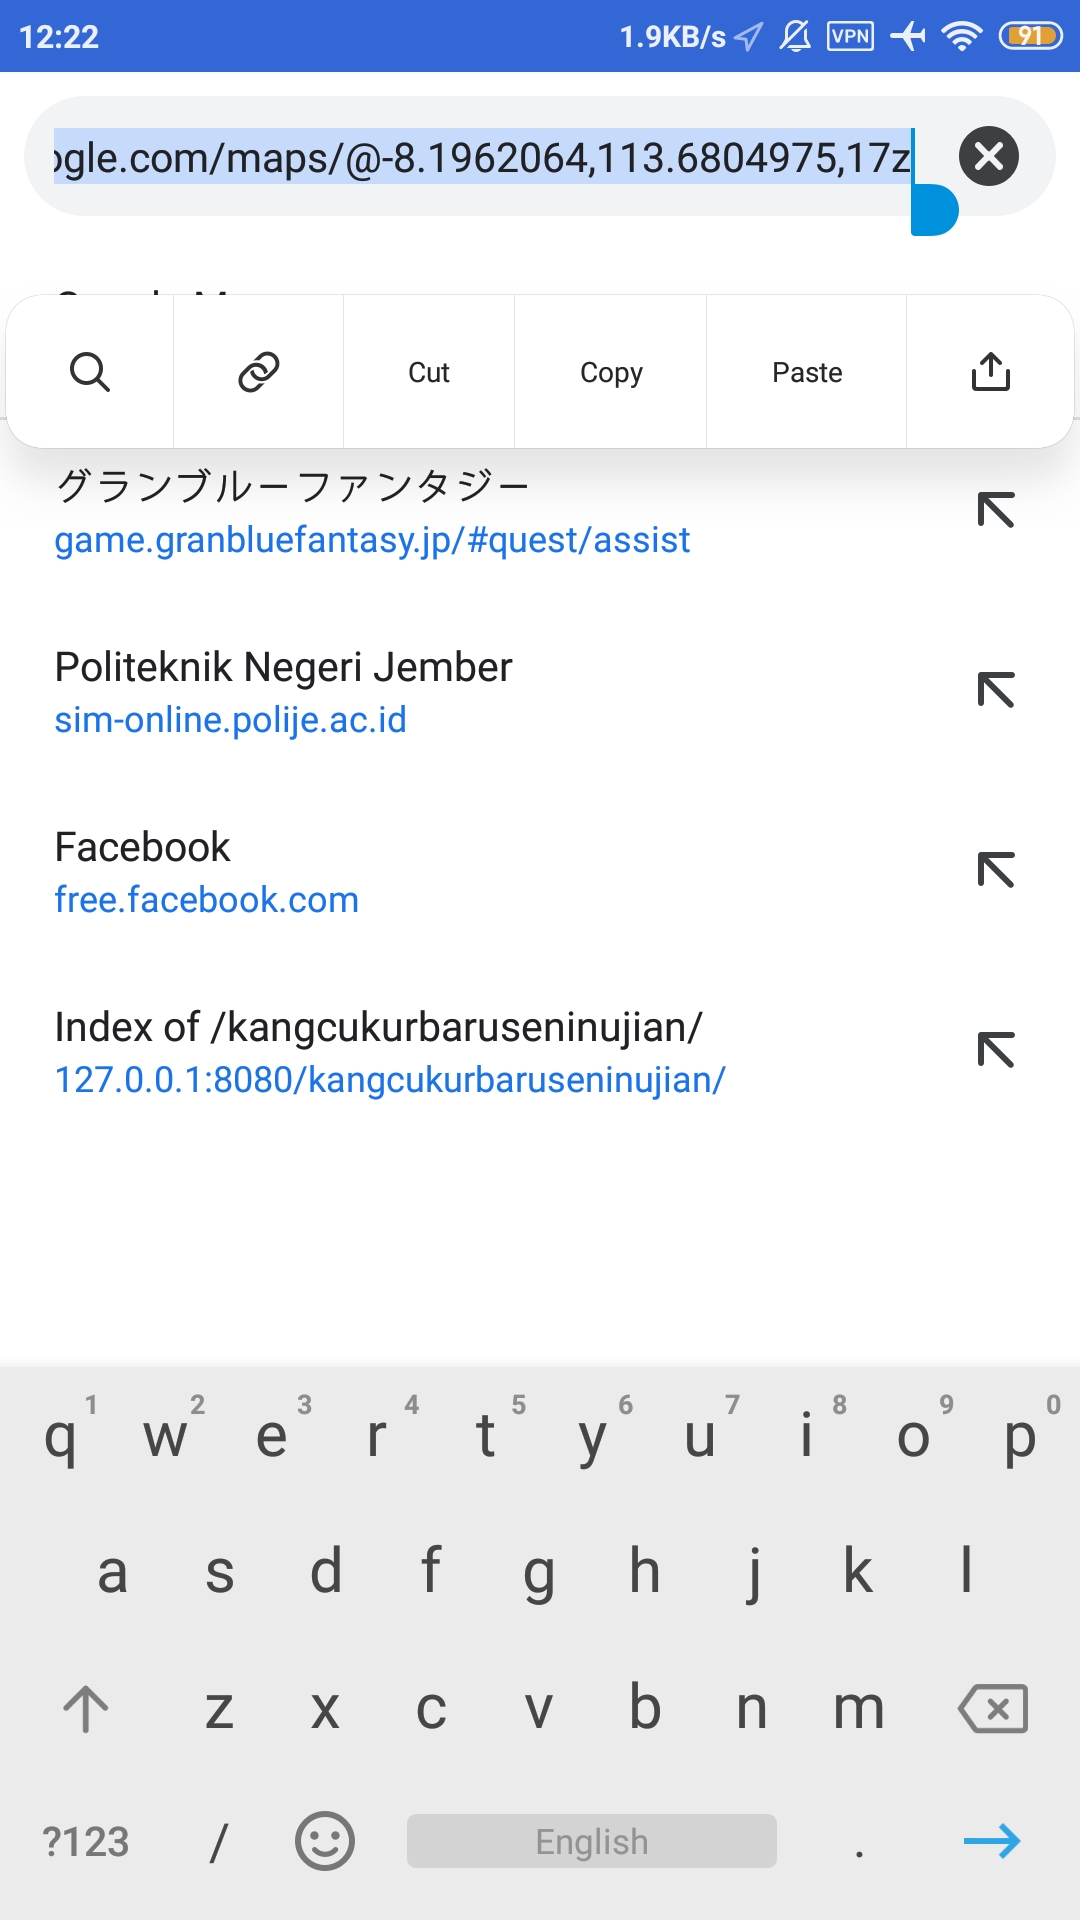 12:22
1.9KB/s
VPN
91
ogle.com/maps/@-8.1962064,113.6804975,17z
Cut
Copy
Paste
グランブルーファンタジー
game.granbluefantasy.jp/#quest/assist
Politeknik Negeri Jember
sim-online.polije.ac.id
Facebook
free.facebook.com
Index of /kangcukurbaruseninujian/
127.0.0.1:8080/kangcukurbaruseninujian/
q 1 w 2 e 3 r 4 t 5 y 6 u 7 i 8 o 9 p 0
a s d f g h j k l
z x c v b n m
?123 / English .